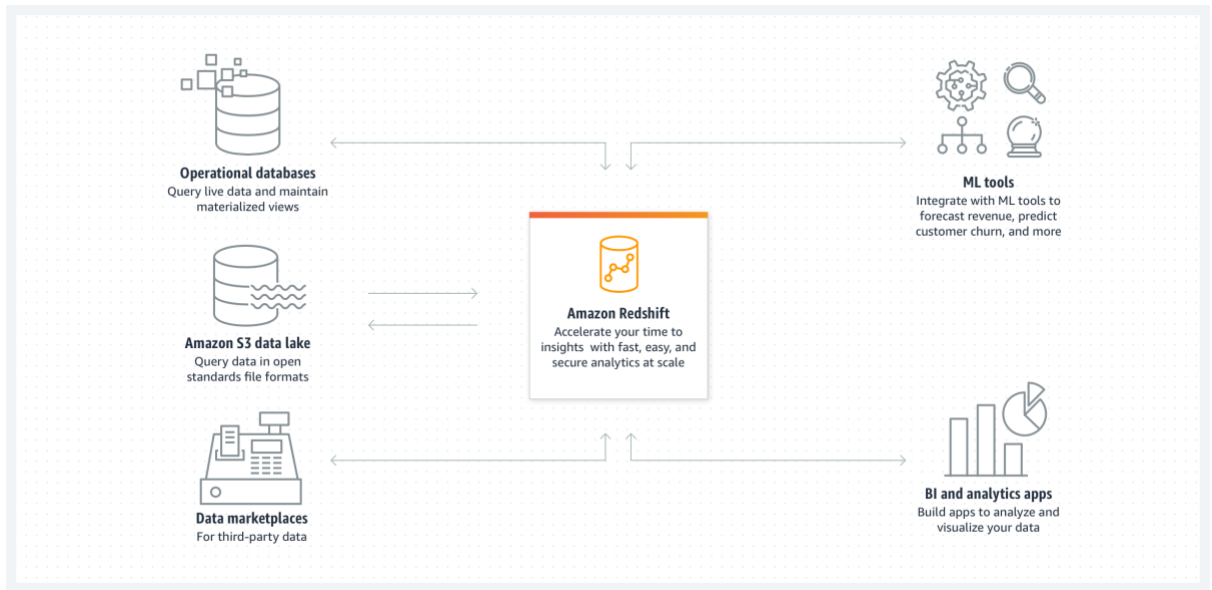 Operational databases
Query live data and maintain
materialized views
Amazon S3 data lake
Query data in open
standards file formats
Data marketplaces
For third-party data
Amazon Redshift
Accelerate your time to
insights with fast, easy, and
secure analytics at scale
ML tools
Integrate with ML tools to
forecast revenue, predict
customer churn, and more
BI and analytics apps
Build apps to analyze and
visualize your data